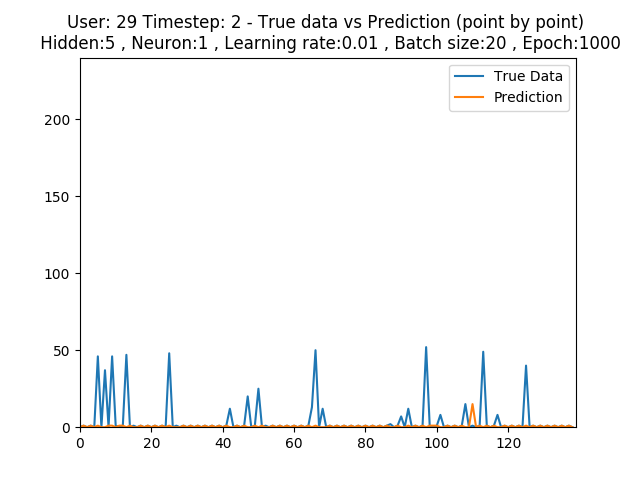 User: 29 Timestep: 2 - True data vs Prediction (point by point)
Hidden:5 , Neuron:1 , Learning rate:0.01 , Batch size:20 , Epoch:1000
True Data
Prediction
200
150
100
50
0
0 20 40 60 80 100 120